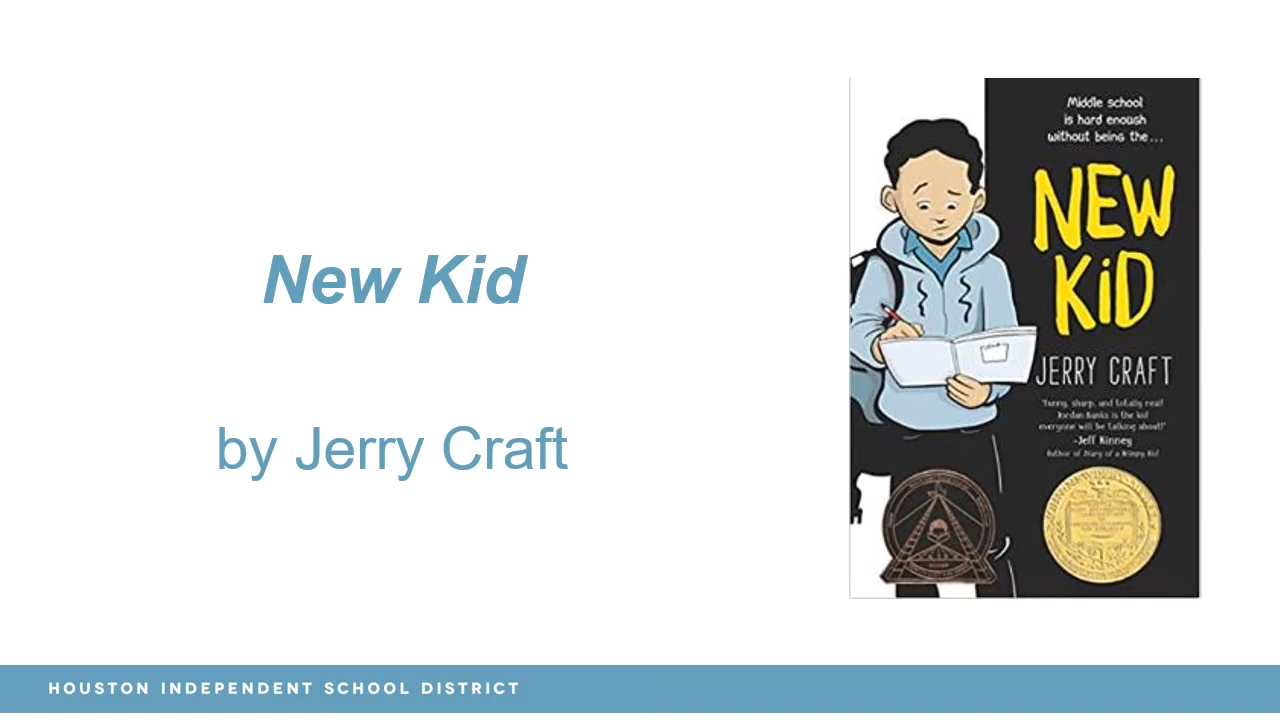 New Kid
by Jerry Craft
Middle school
is hard enough
without being the...
NEW
KiD
JERRY CRAFT
"Funny, sharp, and totally real!
Jordan Banks is the kid
everyone will be talking about!"
-Jeff Kinney
Author of Diary of a Wimpy Kid
HOUSTON INDEPENDENT SCHOOL DISTRICT